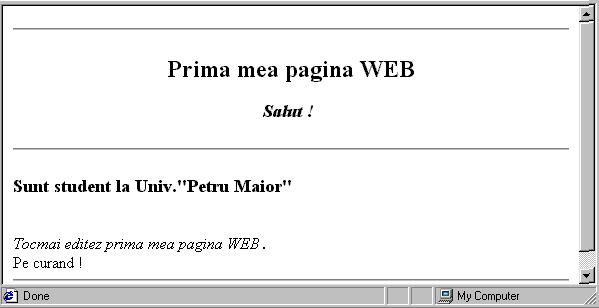 Prima mea pagina WEB
Salut !
Sunt student la Univ."Petru Maior"
Tocmai editez prima mea pagina WEB .
Pe curand !
Done My Computer